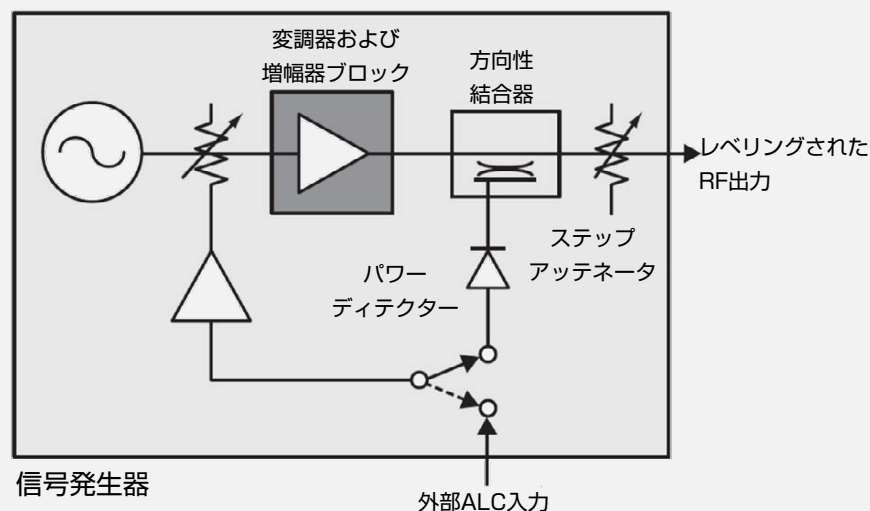 変調器および
増幅器ブロック
方向性
結合器
レベリングされた
RF出力
ステップ
アッテネータ
パワー
ディテクター
信号発生器
外部ALC入力